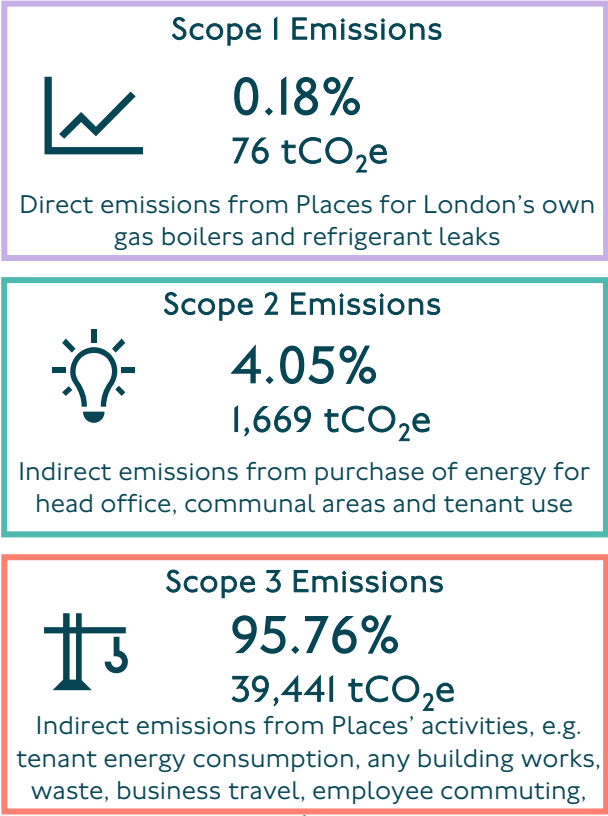 Scope 1 Emissions
0.18%
76 tCO₂e
Direct emissions from Places for London's own
gas boilers and refrigerant leaks
Scope 2 Emissions
4.05%
1,669 tCO₂e
Indirect emissions from purchase of energy for
head office, communal areas and tenant use
Scope 3 Emissions
95.76%
39,441 tCO₂e
Indirect emissions from Places' activities, e.g.
tenant energy consumption, any building works,
waste, business travel, employee commuting,